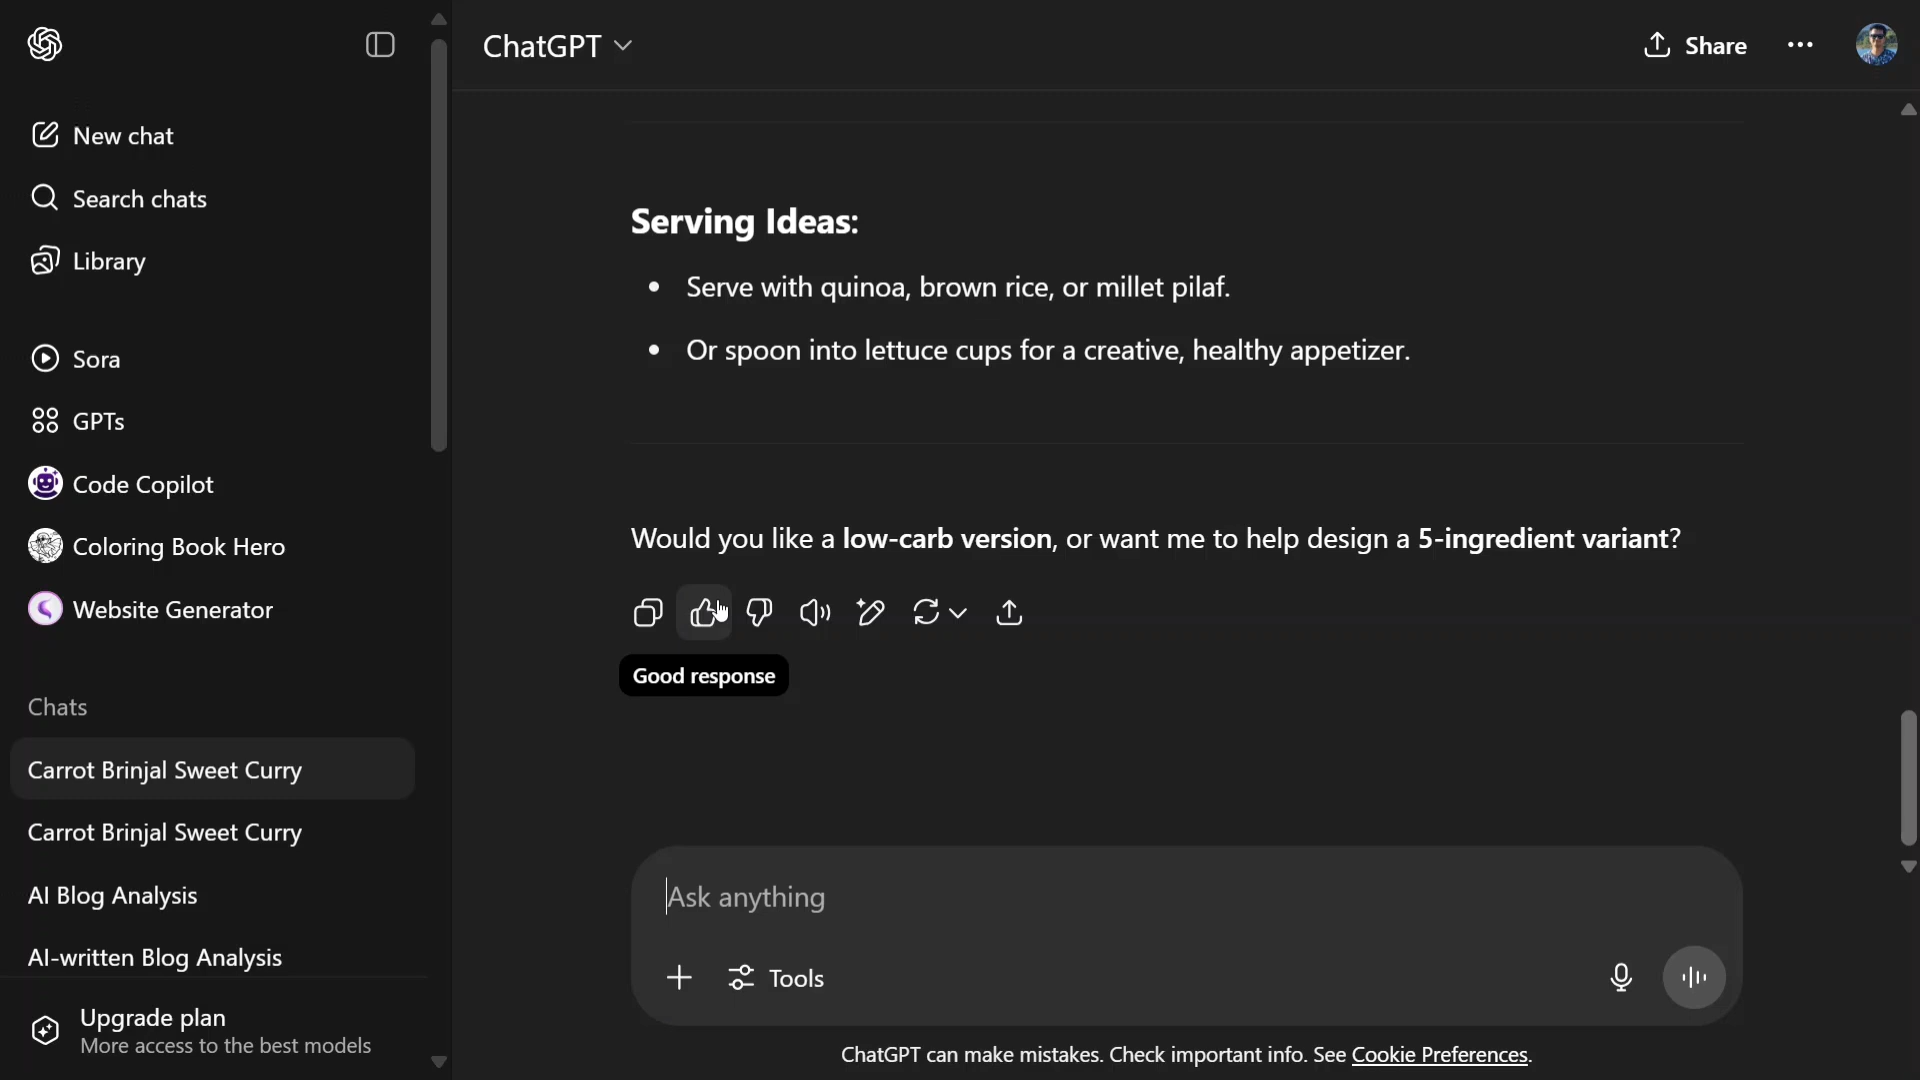 ChatGPT
Share
New chat
Search chats
Library
Sora
GPTs
Code Copilot
Coloring Book Hero
Website Generator
Chats
Carrot Brinjal Sweet Curry
Carrot Brinjal Sweet Curry
AI Blog Analysis
AI-written Blog Analysis
Upgrade plan
More access to the best models
Serving Ideas:
Serve with quinoa, brown rice, or millet pilaf.
Or spoon into lettuce cups for a creative, healthy appetizer.
Would you like a low-carb version, or want me to help design a 5-ingredient variant?
Good response
Ask anything
Tools
ChatGPT can make mistakes. Check important info. See Cookie Preferences.